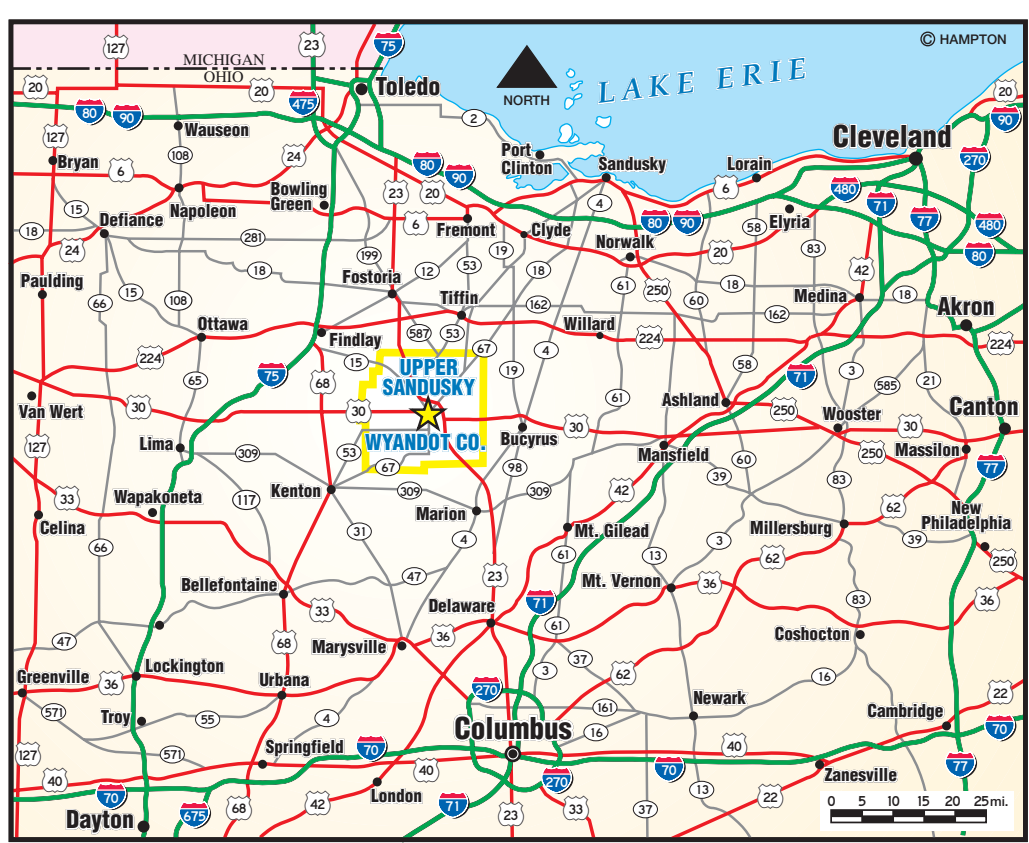 127
23
75
© HAMPTON
MICHIGAN
OHIO
20
20
Toledo
NORTH
LAKE ERIE
20
80
90
475
2
90
127
Wauseon
Cleveland
Bryan
108
24
Port
Clinton
Sandusky
Lorain
270
6
80
90
Bowling
Green
23
20
6
480
71
77
15
Napoleon
4
Defiance
6
Fremont
Clyde
80
90
58
Elyria
480
18
24
281
199
19
Norwalk
20
83
80
Paulding
18
Fostoria
12
53
18
61
250
18
42
66
15
108
Tiffin
162
60
Medina
18
162
Akron
Ottawa
587
53
Willard
224
Findlay
67
4
224
224
75
15
UPPER
SANDUSKY
19
58
71
3
585
21
65
68
61
Van Wert
30
30
Ashland
250
Wooster
Canton
127
Lima
WYANDOT CO.
Bucyrus
30
30
309
53
67
98
Mansfield
60
250
Massilon
77
33
Wapakoneta
117
Kenton
309
309
39
83
Celina
Marion
42
62
New
Philadelphia
66
31
4
Mt. Gilead
Millersburg
39
61
13
3
62
250
Bellefontaine
47
23
Mt. Vernon
36
33
Delaware
71
83
36
47
68
Marysville
36
61
Coshocton
Lockington
37
Greenville
36
Urbana
3
62
16
571
270
Newark
22
Troy
55
4
161
Cambridge
127
571
Springfield
70
Columbus
16
40
70
40
70
40
270
70
Zanesville
77
London
13
22
0 5 10 15 20 25 mi.
Dayton
675
68
42
71
23
33
37